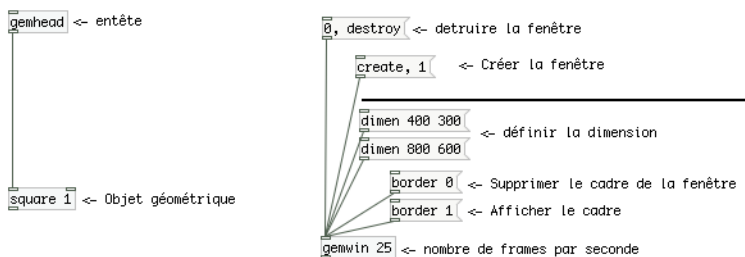 gemhead <- entête
square 1 <- Objet géométrique
0, destroy <- detruire la fenêtre
create, 1 <- Créer la fenêtre
dimen 400 300
<- définir la dimension
dimen 800 600
border 0 <- Supprimer le cadre de la fenêtre
border 1 <- Afficher le cadre
gemwin 25 <- nombre de frames par seconde